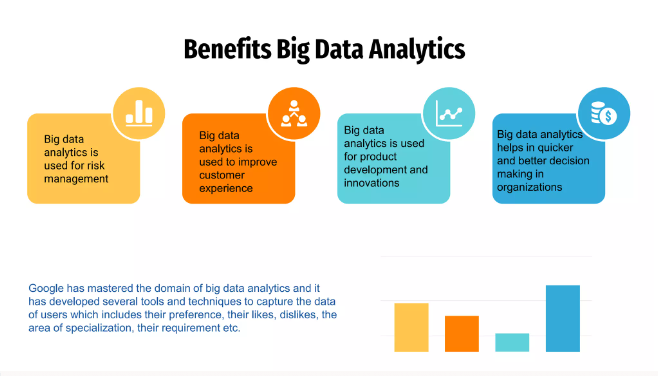 Benefits Big Data Analytics
Big data
analytics is
used for risk
management
Big data
analytics is
used to improve
customer
experience
Big data
analytics is used
for product
development and
innovations
Big data analytics
helps in quicker
and better decision
making in
organizations
$
Google has mastered the domain of big data analytics and it
has developed several tools and techniques to capture the data
of users which includes their preference, their likes, dislikes, the
area of specialization, their requirement etc.